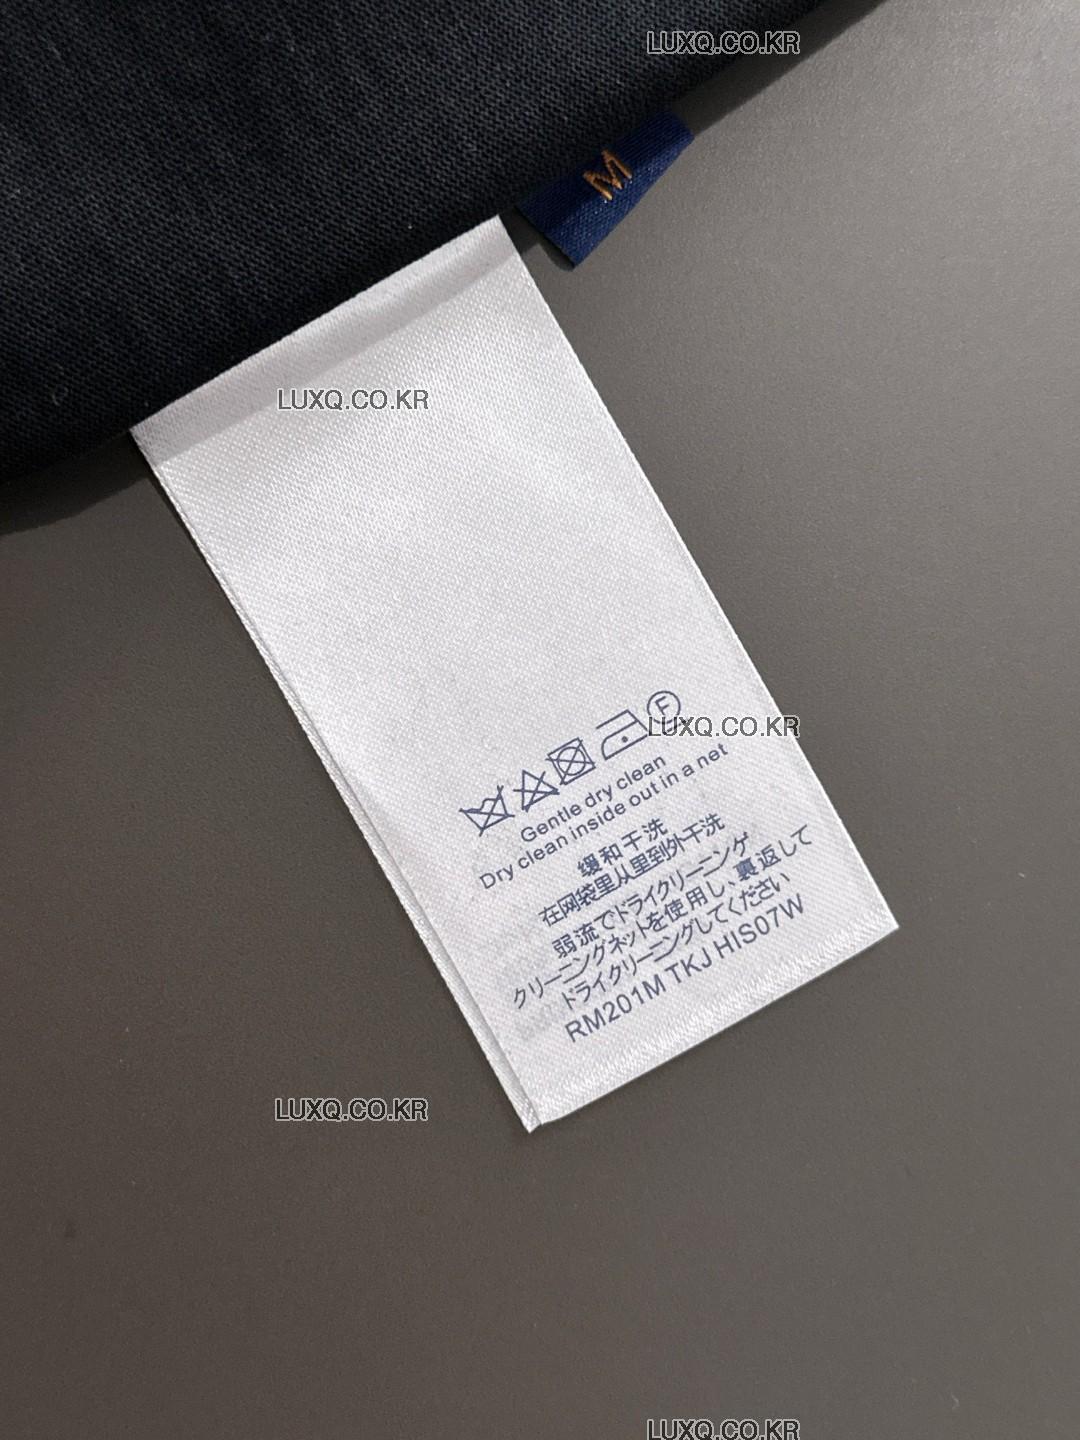 LUXQ.CO.KR
M
LUXQ.CO.KR
F
LUXQ.CO.KR
Gentle dry clean
Dry clean inside out in a net
缓和干洗
在网袋里从里到外干洗
弱流でドライクリーニング
クリーニングネットを使用し、裏返して
ドライクリーニングしてください
RM201M TKJ HIS07W
LUXQ.CO.KR
LUXQ.CO.KR